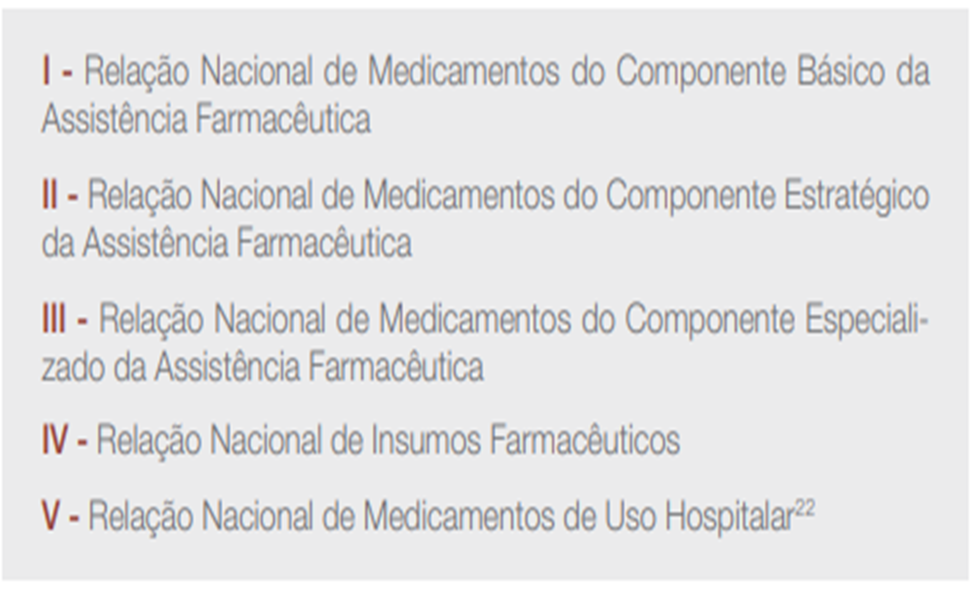 I - Relação Nacional de Medicamentos do Componente Básico da
Assistência Farmacêutica
II - Relação Nacional de Medicamentos do Componente Estratégico
da Assistência Farmacêutica
III - Relação Nacional de Medicamentos do Componente Especiali-
zado da Assistência Farmacêutica
IV - Relação Nacional de Insumos Farmacêuticos
V - Relação Nacional de Medicamentos de Uso Hospitalar²²